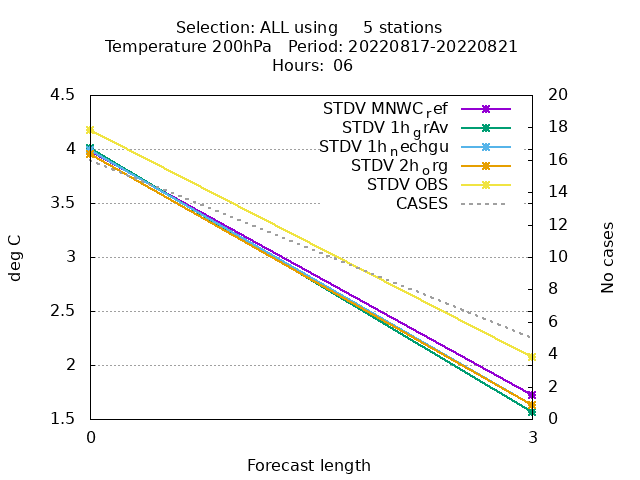 Selection: ALL using     5 stations
Temperature 200hPa   Period: 20220817-20220821
Hours:  06
4.5
4
3.5
3
2.5
2
1.5
20
18
16
14
12
10
8
6
4
2
0
deg C
No cases
STDV MNWC_ref
STDV 1h_grAv
STDV 1h_nechgu
STDV 2h_org
STDV OBS
CASES
0
3
Forecast length